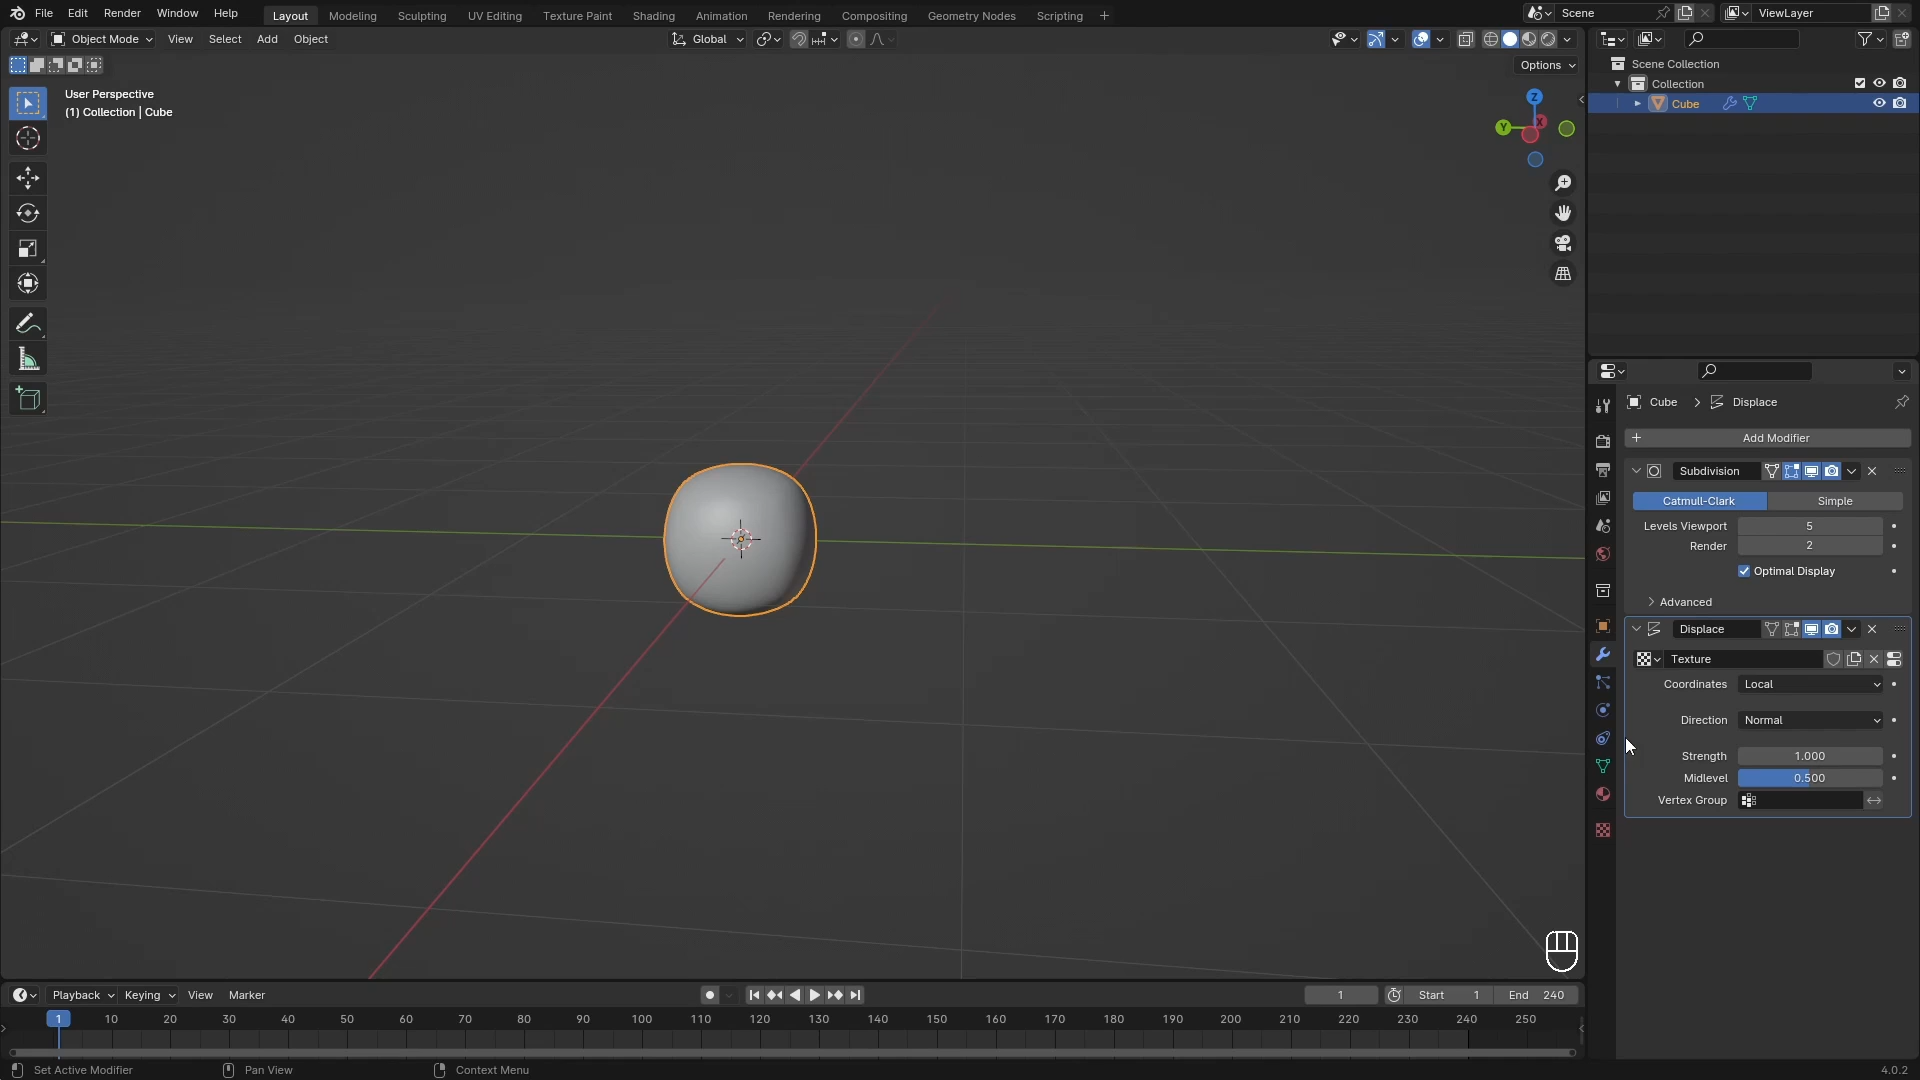 File Edit Render Window Help Layout Modeling Sculpting UV Editing Texture Paint Shading Animation Rendering Compositing Geometry Nodes Scripting + Scene ViewLayer
Object Mode View Select Add Object Global
Options
User Perspective
(1) Collection | Cube
Z
Y
X
Scene Collection
Collection
Cube
Cube > Displace
+ Add Modifier
Subdivision
Catmull-Clark Simple
Levels Viewport 5
Render 2
Optimal Display
Advanced
Displace
Texture
Coordinates Local
Direction Normal
Strength 1.000
Midlevel 0.500
Vertex Group
Playback Keying View Marker 1 Start 1 End 240
1 10 20 30 40 50 60 70 80 90 100 110 120 130 140 150 160 170 180 190 200 210 220 230 240 250
Set Active Modifier Pan View Context Menu 4.0.2